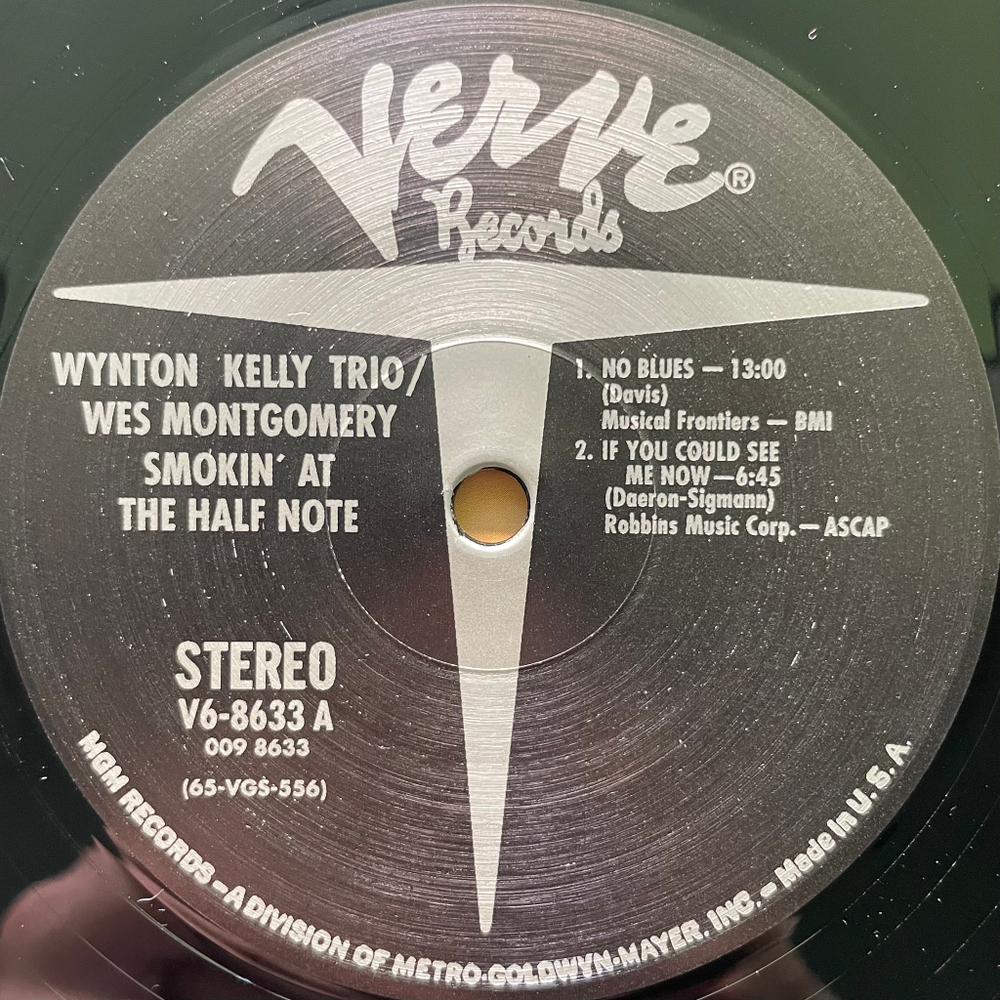 Verve®
Records
WYNTON KELLY TRIO/
WES MONTGOMERY
SMOKIN´ AT
THE HALF NOTE
1. NO BLUES — 13:00
(Davis)
Musical Frontiers — BMI
2. IF YOU COULD SEE
ME NOW—6:45
(Daeron-Sigmann)
Robbins Music Corp. — ASCAP
STEREO
V6-8633 A
009 8633
(65-VGS-556)
MGM RECORDS – A DIVISION OF METRO-GOLDWYN-MAYER, INC. – Made In U. S. A.